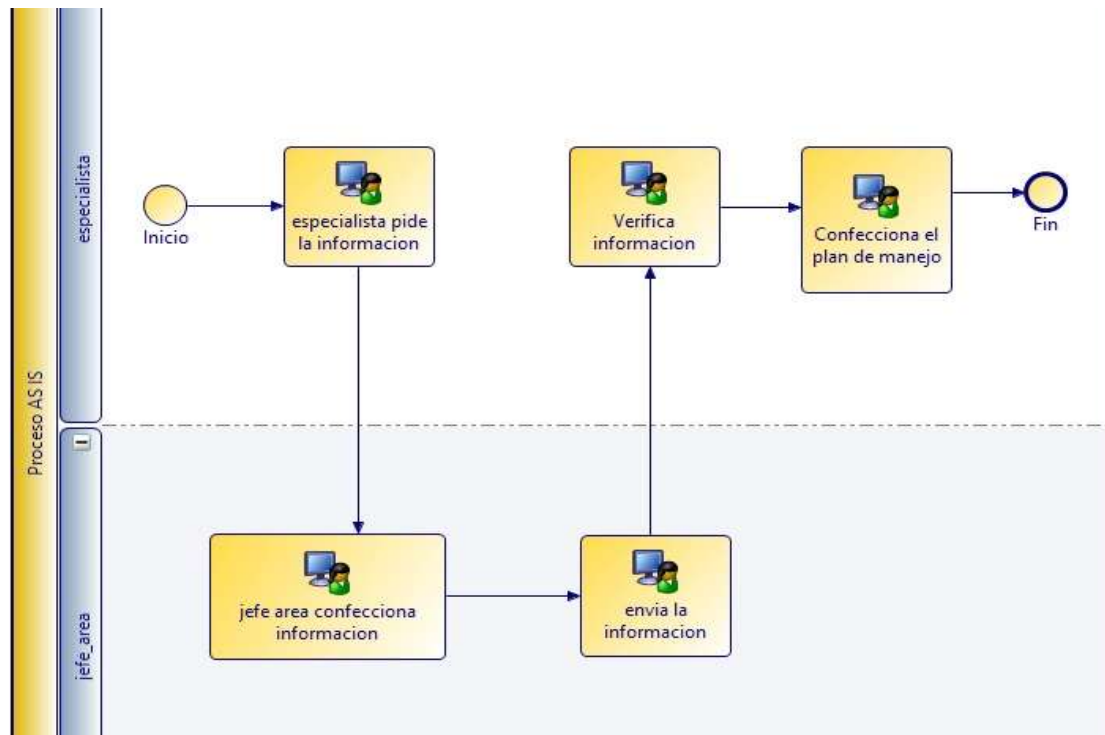 Proceso AS IS
especialista
Inicio
especialista pide
la informacion
Verifica
informacion
Confecciona el
plan de manejo
Fin
jefe_area
jefe area confecciona
informacion
envia la
informacion